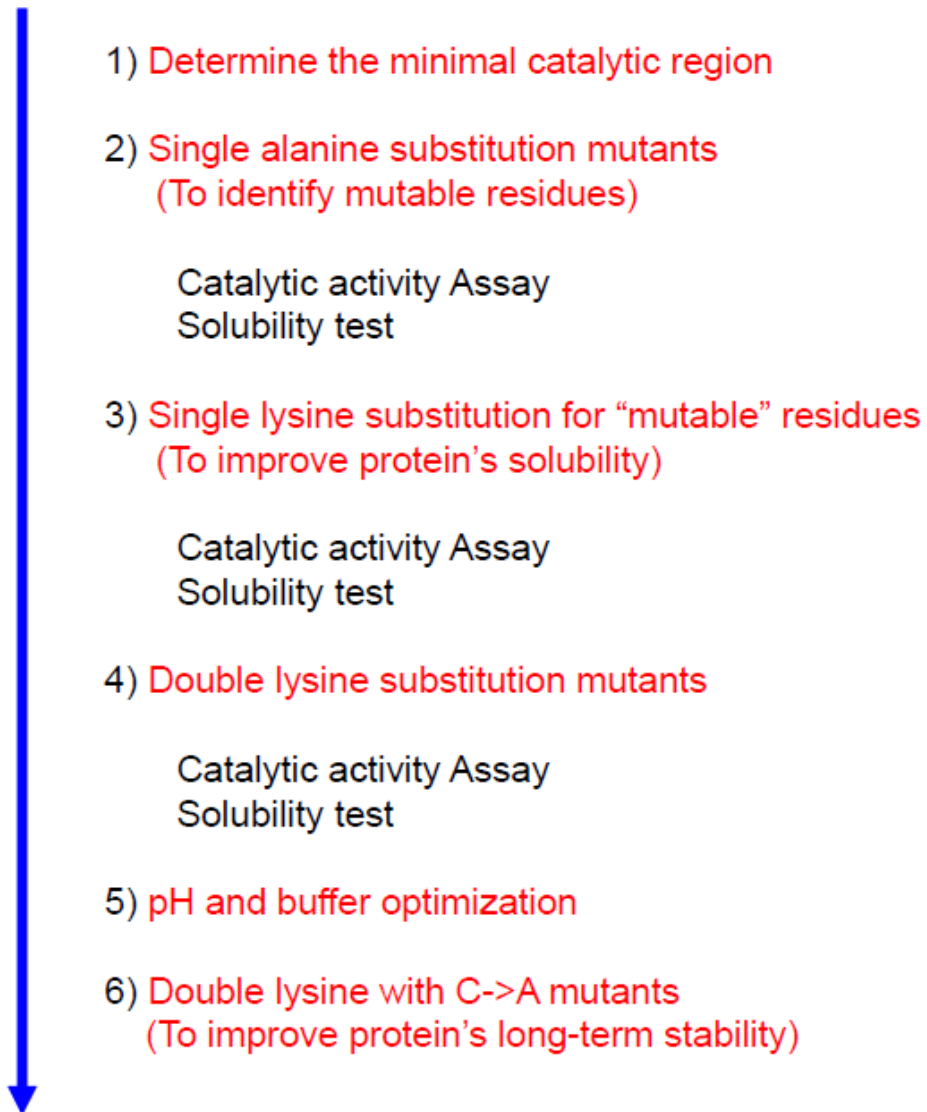 1) Determine the minimal catalytic region
2) Single alanine substitution mutants
(To identify mutable residues)
Catalytic activity Assay
Solubility test
3) Single lysine substitution for “mutable” residues
(To improve protein’s solubility)
Catalytic activity Assay
Solubility test
4) Double lysine substitution mutants
Catalytic activity Assay
Solubility test
5) pH and buffer optimization
6) Double lysine with C->A mutants
(To improve protein’s long-term stability)